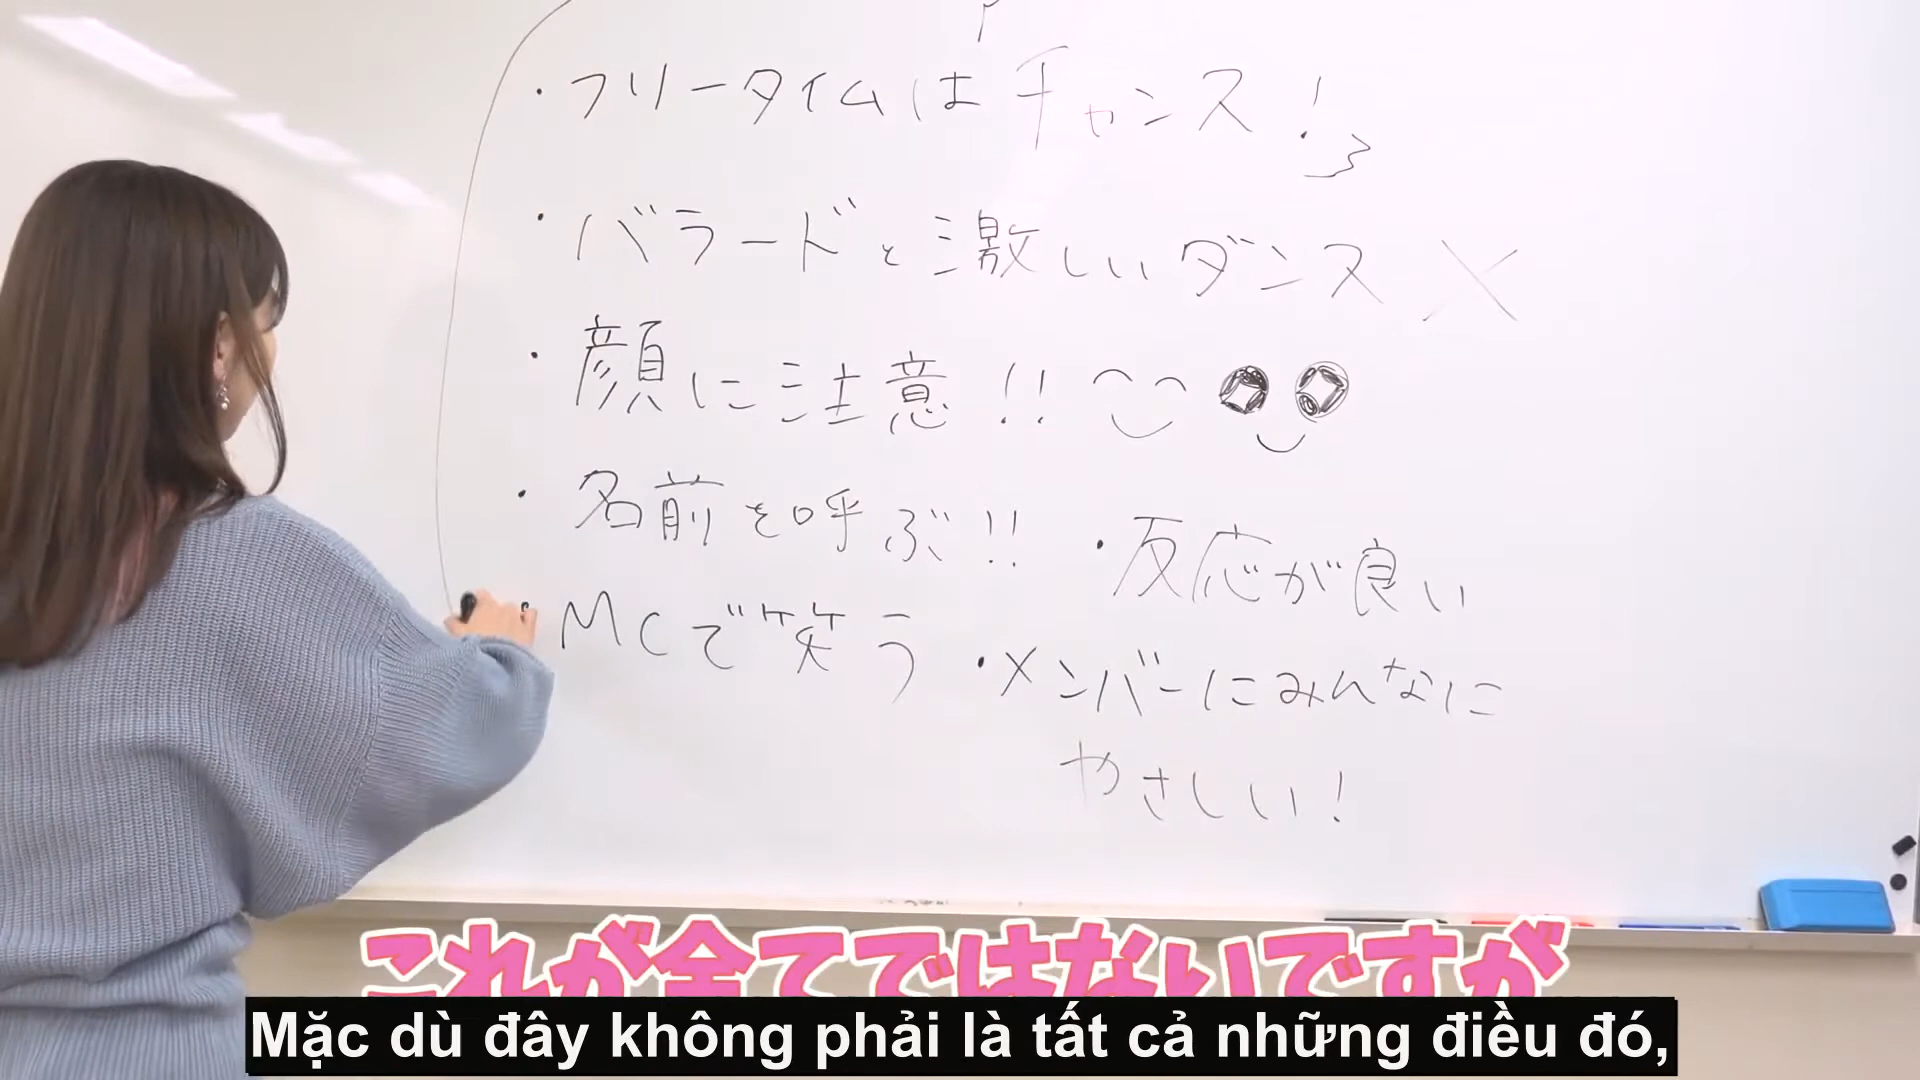 ・フリータイムはチャンス!
・バラードと激しいダンス ×
・顔に注意!!
・名前を呼ぶ!!
・反応が良い
・MCで笑う
・メンバーにみんなに
やさしい!
これが全てではないですが
Mặc dù đây không phải là tất cả những điều đó,